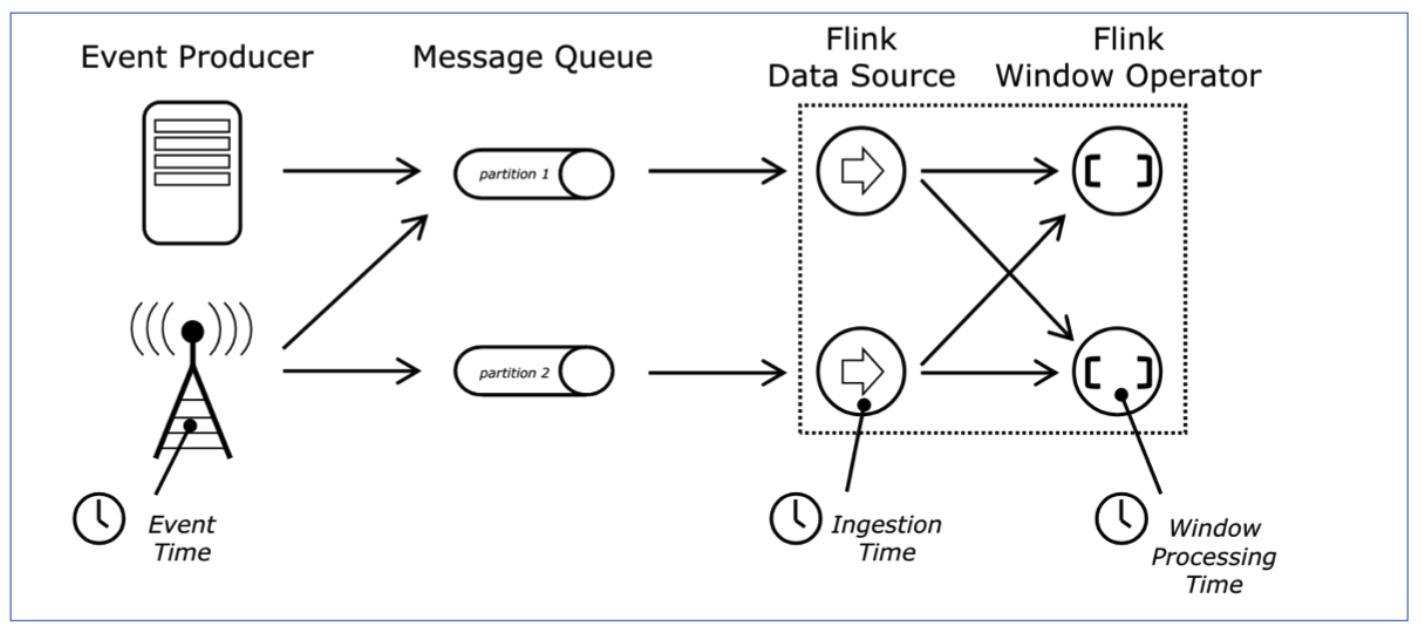 Event Producer
Message Queue
Flink
Data Source
Flink
Window Operator
partition 1
partition 2
Event
Time
Ingestion
Time
Window
Processing
Time